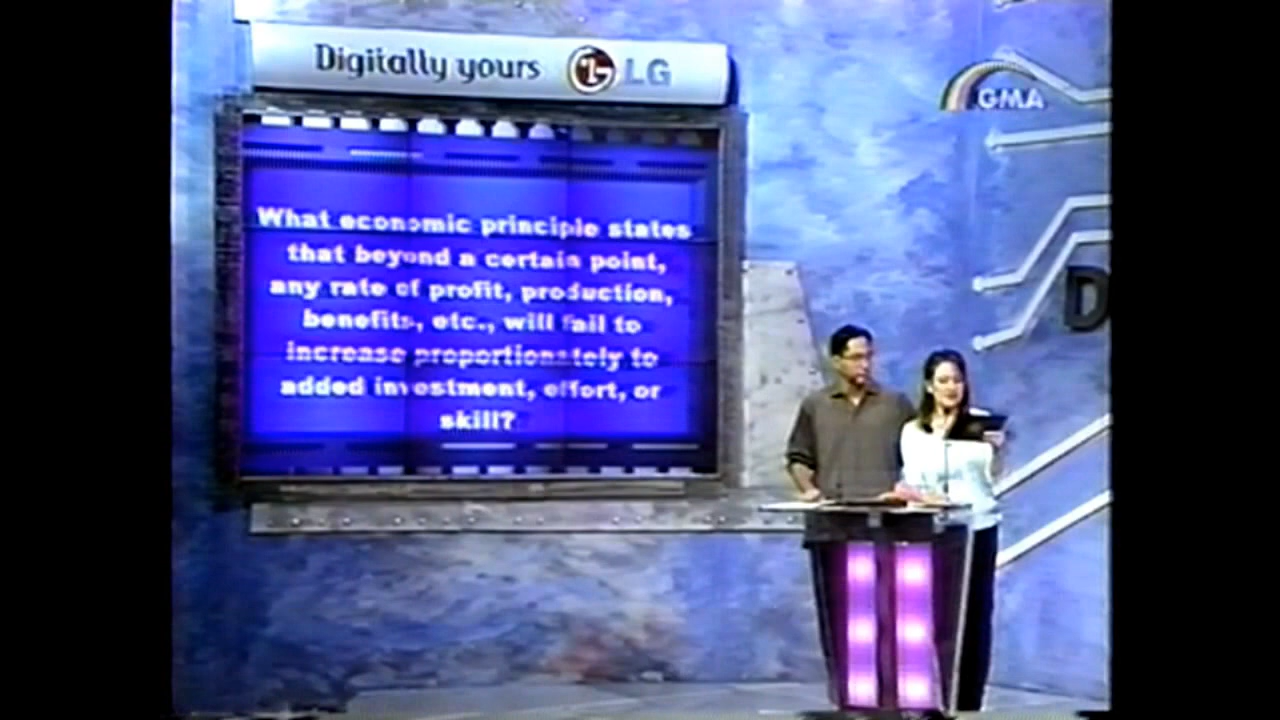 Digitally yours LG
GMA
What economic principle states
that beyond a certain point,
any rate of profit, production,
benefits, etc., will fail to
increase proportionately to
added investment, effort, or
skill?
D